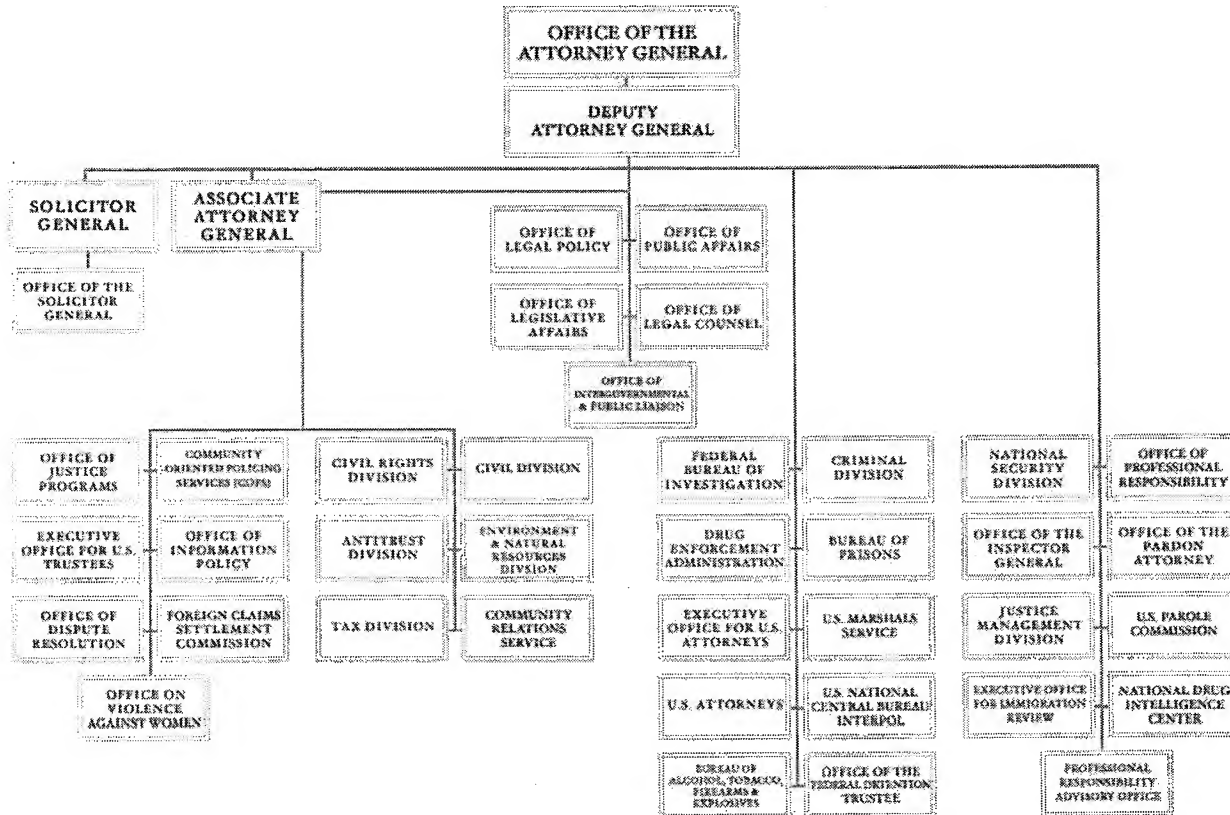 OFFICE OF THE
ATTORNEY GENERAL
DEPUTY
ATTORNEY GENERAL
SOLICITOR
GENERAL
ASSOCIATE
ATTORNEY
GENERAL
OFFICE OF THE
SOLICITOR
GENERAL
OFFICE OF
LEGAL POLICY
OFFICE OF
PUBLIC AFFAIRS
OFFICE OF
LEGISLATIVE
AFFAIRS
OFFICE OF
LEGAL COUNSEL
OFFICE OF
INTERGOVERNMENTAL
& PUBLIC LIAISON
OFFICE OF
JUSTICE
PROGRAMS
COMMUNITY
ORIENTED POLICING
SERVICES (COPS)
EXECUTIVE
OFFICE FOR U.S.
TRUSTEES
OFFICE OF
INFORMATION
POLICY
OFFICE OF
DISPUTE
RESOLUTION
FOREIGN CLAIMS
SETTLEMENT
COMMISSION
OFFICE ON
VIOLENCE
AGAINST WOMEN
CIVIL RIGHTS
DIVISION
CIVIL DIVISION
ANTITRUST
DIVISION
ENVIRONMENT
& NATURAL
RESOURCES
DIVSION
TAX DIVISION
COMMUNITY
RELATIONS
SERVICE
FEDERAL
BUREAU OF
INVESTIGATION
CRIMINAL
DIVISION
DRUG
ENFORCEMENT
ADMINISTRATION
BUREAU OF
PRISONS
EXECUTIVE
OFFICE FOR U.S.
ATTORNEYS
U.S. MARSHALS
SERVICE
U.S. ATTORNEYS
U.S. NATIONAL
CENTRAL BUREAU
INTERPOL
BUREAU OF
ALCOHOL, TOBACCO,
FIREARMS &
EXPLOSIVES
OFFICE OF THE
FEDERAL DETENTION
TRUSTEE
NATIONAL
SECURITY
DIVISION
OFFICE OF
PROFESSIONAL
RESPONSIBILITY
OFFICE OF THE
INSPECTOR
GENERAL
OFFICE OF THE
PARDON
ATTORNEY
JUSTICE
MANAGEMENT
DIVISION
U.S. PAROLE
COMMISSION
EXECUTIVE OFFICE
FOR IMMIGRATION
REVIEW
NATIONAL DRUG
INTELLIGENCE
CENTER
PROFESSIONAL
RESPONSIBILITY
ADVISORY OFFICE